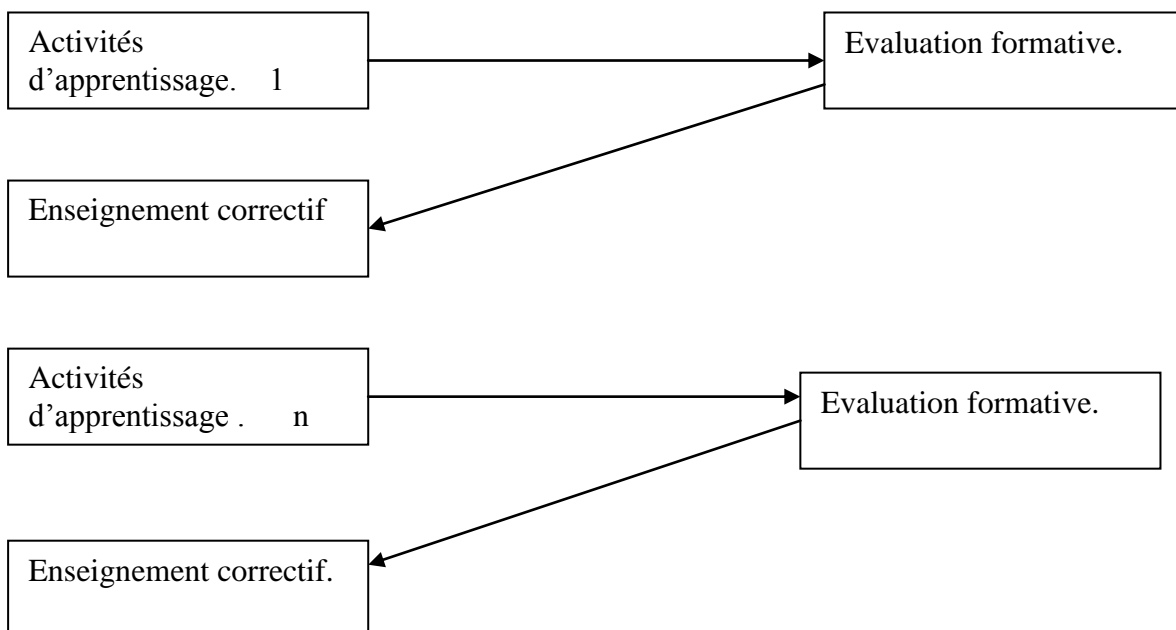 Activités
d’apprentissage. 1
Evaluation formative.
Enseignement correctif
Activités
d’apprentissage . n
Evaluation formative.
Enseignement correctif.